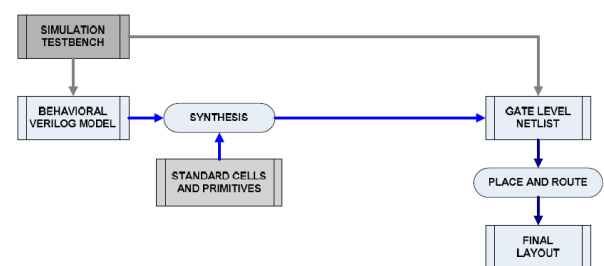 SIMULATION
TESTBENCH
BEHAVIORAL
VERILOG MODEL
SYNTHESIS
GATE LEVEL
NETLIST
STANDARD CELLS
AND PRIMITIVES
PLACE AND ROUTE
FINAL
LAYOUT